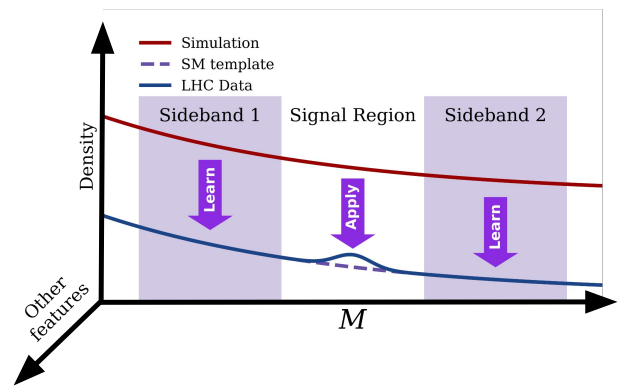 Simulation
SM template
LHC Data
Sideband 1
Signal Region
Sideband 2
Density
Learn
Apply
Learn
Other
features
M